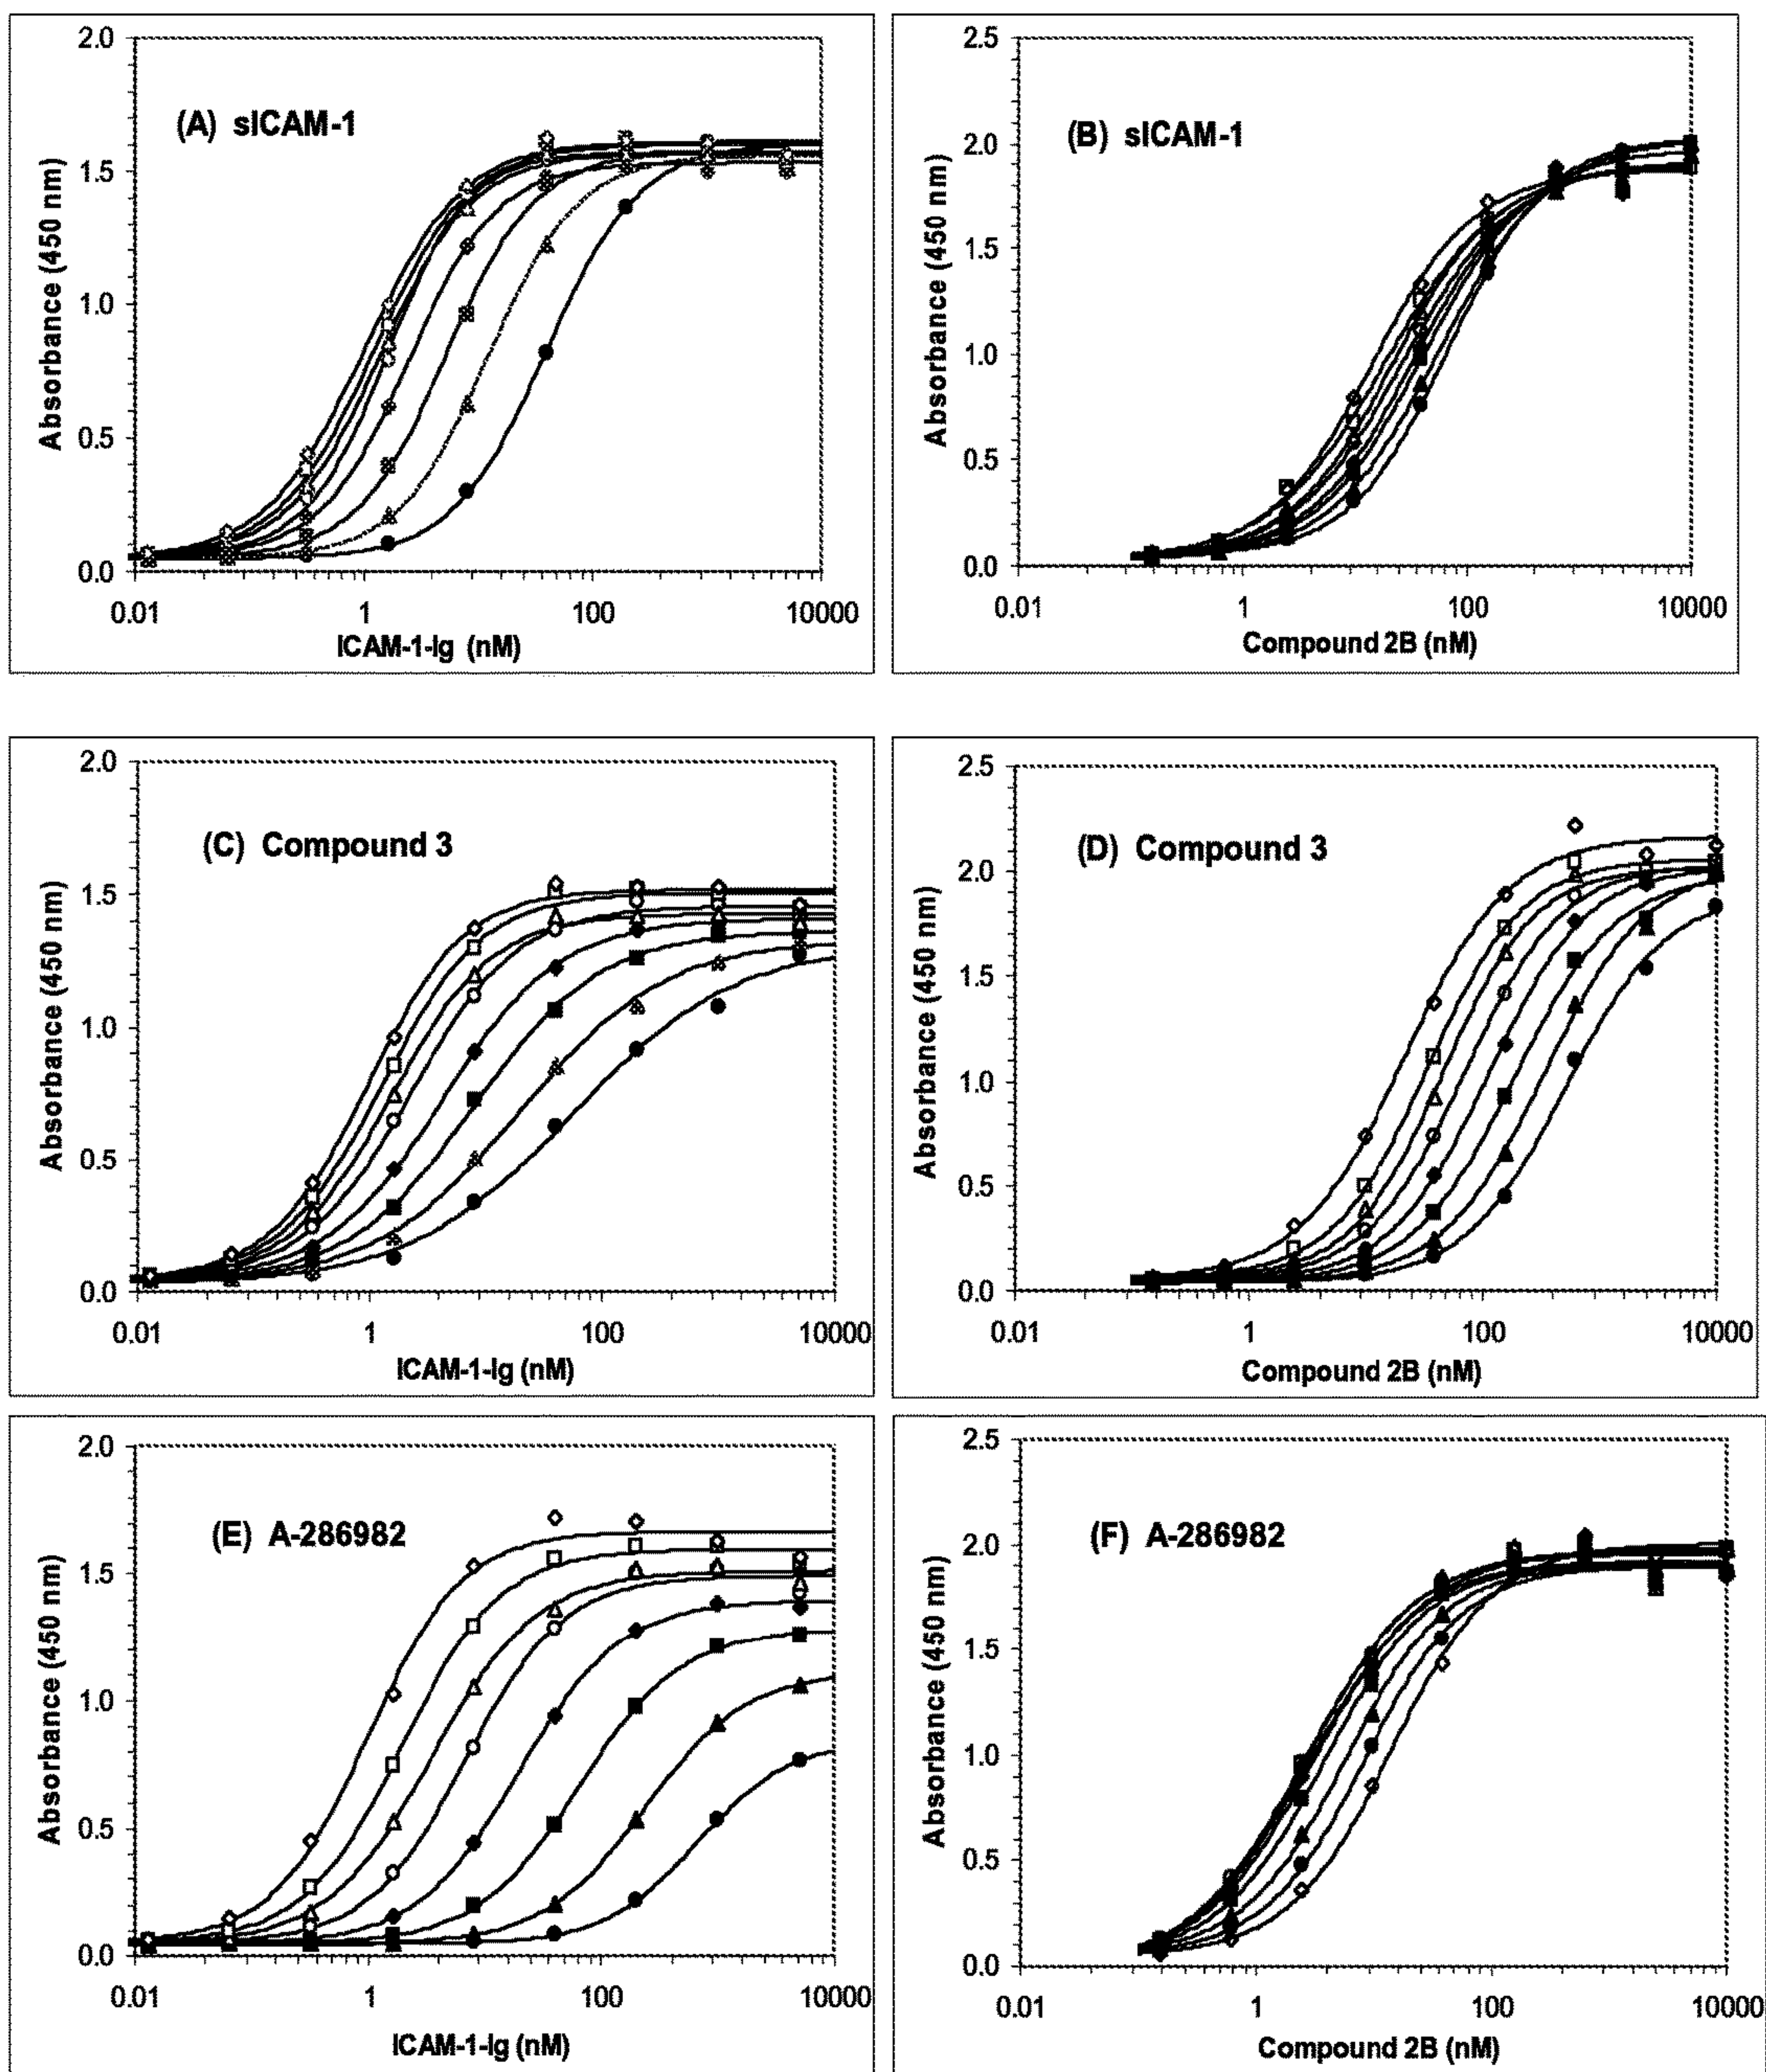 2.0
(A) sICAM-1
1.5
1.0
0.5
0.0
0.01 1 100 10000
Absorbance (450 nm)
ICAM-1-Ig (nM)
2.5
(B) sICAM-1
2.0
1.5
1.0
0.5
0.0
0.01 1 100 10000
Absorbance (450 nm)
Compound 2B (nM)
2.0
(C) Compound 3
1.5
1.0
0.5
0.0
0.01 1 100 10000
Absorbance (450 nm)
ICAM-1-Ig (nM)
2.5
(D) Compound 3
2.0
1.5
1.0
0.5
0.0
0.01 1 100 10000
Absorbance (450 nm)
Compound 2B (nM)
2.0
(E) A-286982
1.5
1.0
0.5
0.0
0.01 1 100 10000
Absorbance (450 nm)
ICAM-1-Ig (nM)
2.5
(F) A-286982
2.0
1.5
1.0
0.5
0.0
0.01 1 100 10000
Absorbance (450 nm)
Compound 2B (nM)